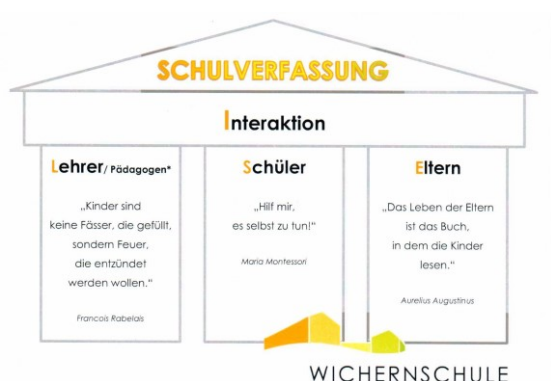 SCHULVERFASSUNG
Interaktion
Lehrer/ Pädagogen*
„Kinder sind
keine Fässer, die gefüllt,
sondern Feuer,
die entzündet
werden wollen."
Francois Rabelais
Schüler
„Hilf mir,
es selbst zu tun!"
Maria Montessori
Eltern
„Das Leben der Eltern
ist das Buch,
in dem die Kinder
lesen."
Aurelius Augustinus
WICHERNSCHULE